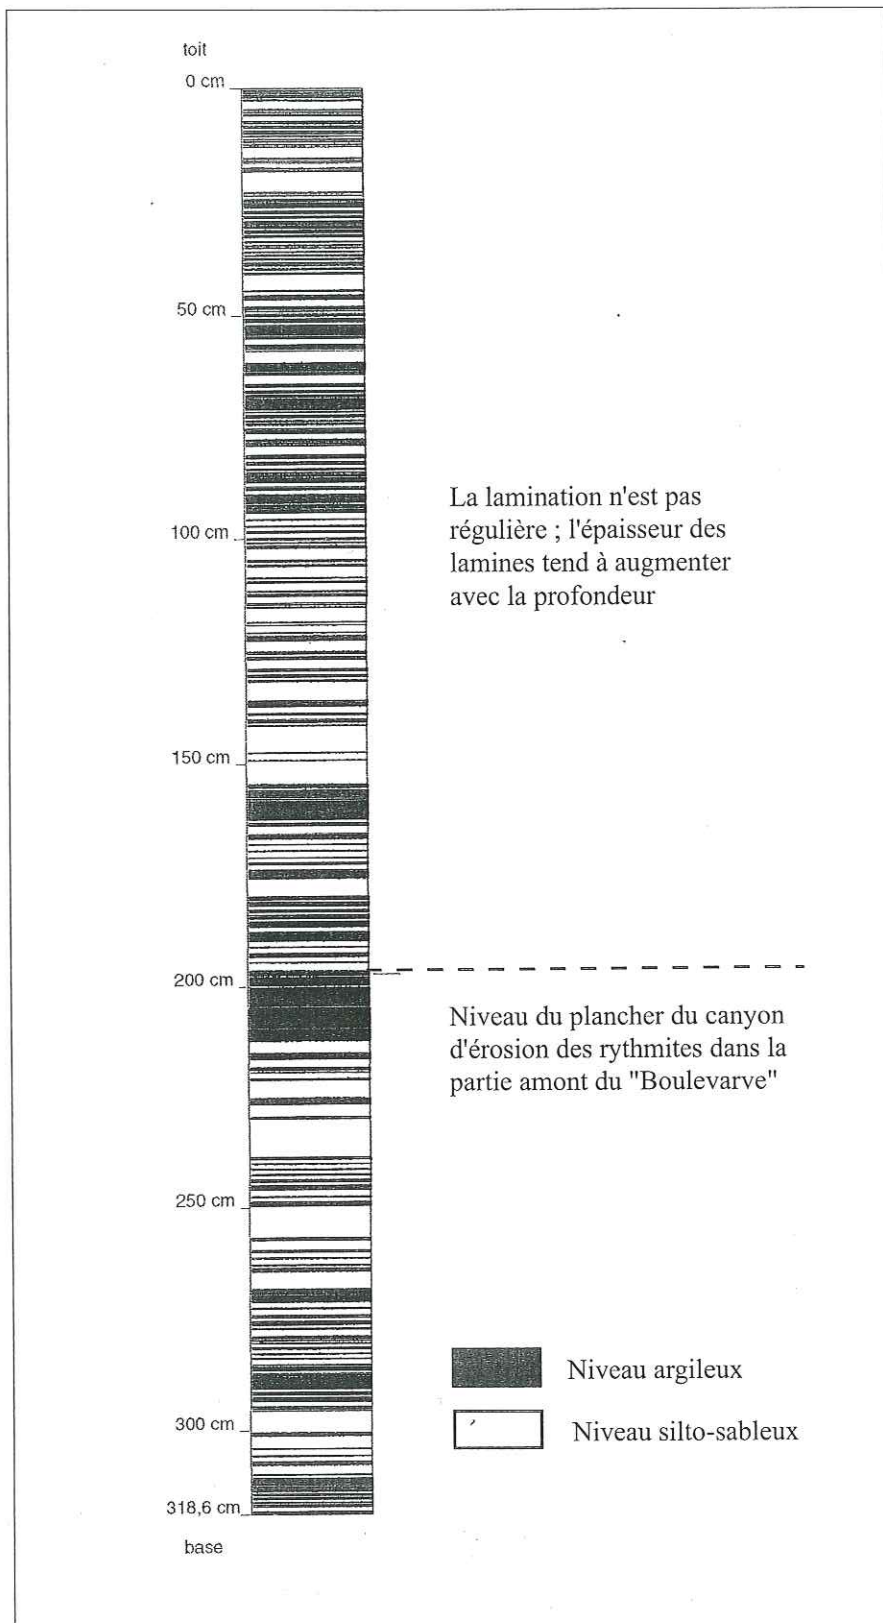 toit
0 cm
50 cm
La lamination n'est pas
régulière ; l'épaisseur des
lamines tend à augmenter
avec la profondeur
100 cm
150 cm
200 cm
Niveau du plancher du canyon
d'érosion des rythmites dans la
partie amont du "Boulevarve"
250 cm
Niveau argileux
Niveau silto-sableux
300 cm
318,6 cm
base